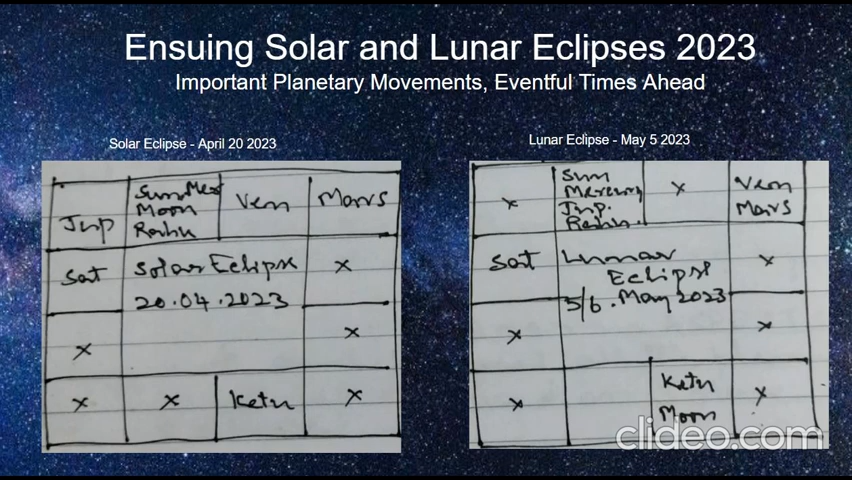 Ensuing Solar and Lunar Eclipses 2023
Important Planetary Movements, Eventful Times Ahead
Solar Eclipse - April 20 2023
Sun Mer
Moon
Rahu
Jup
Ven
Mars
Sat
Solar Eclipse
20.04.2023
x
x
x
x
x
Ketu
x
Lunar Eclipse - May 5 2023
x
Sun
Mercury
Jup.
Rahu.
x
Ven
Mars
Sat
Lunar
Eclipse
5/6. May 2023
x
x
x
x
Ketu
Moon
x
clideo.com